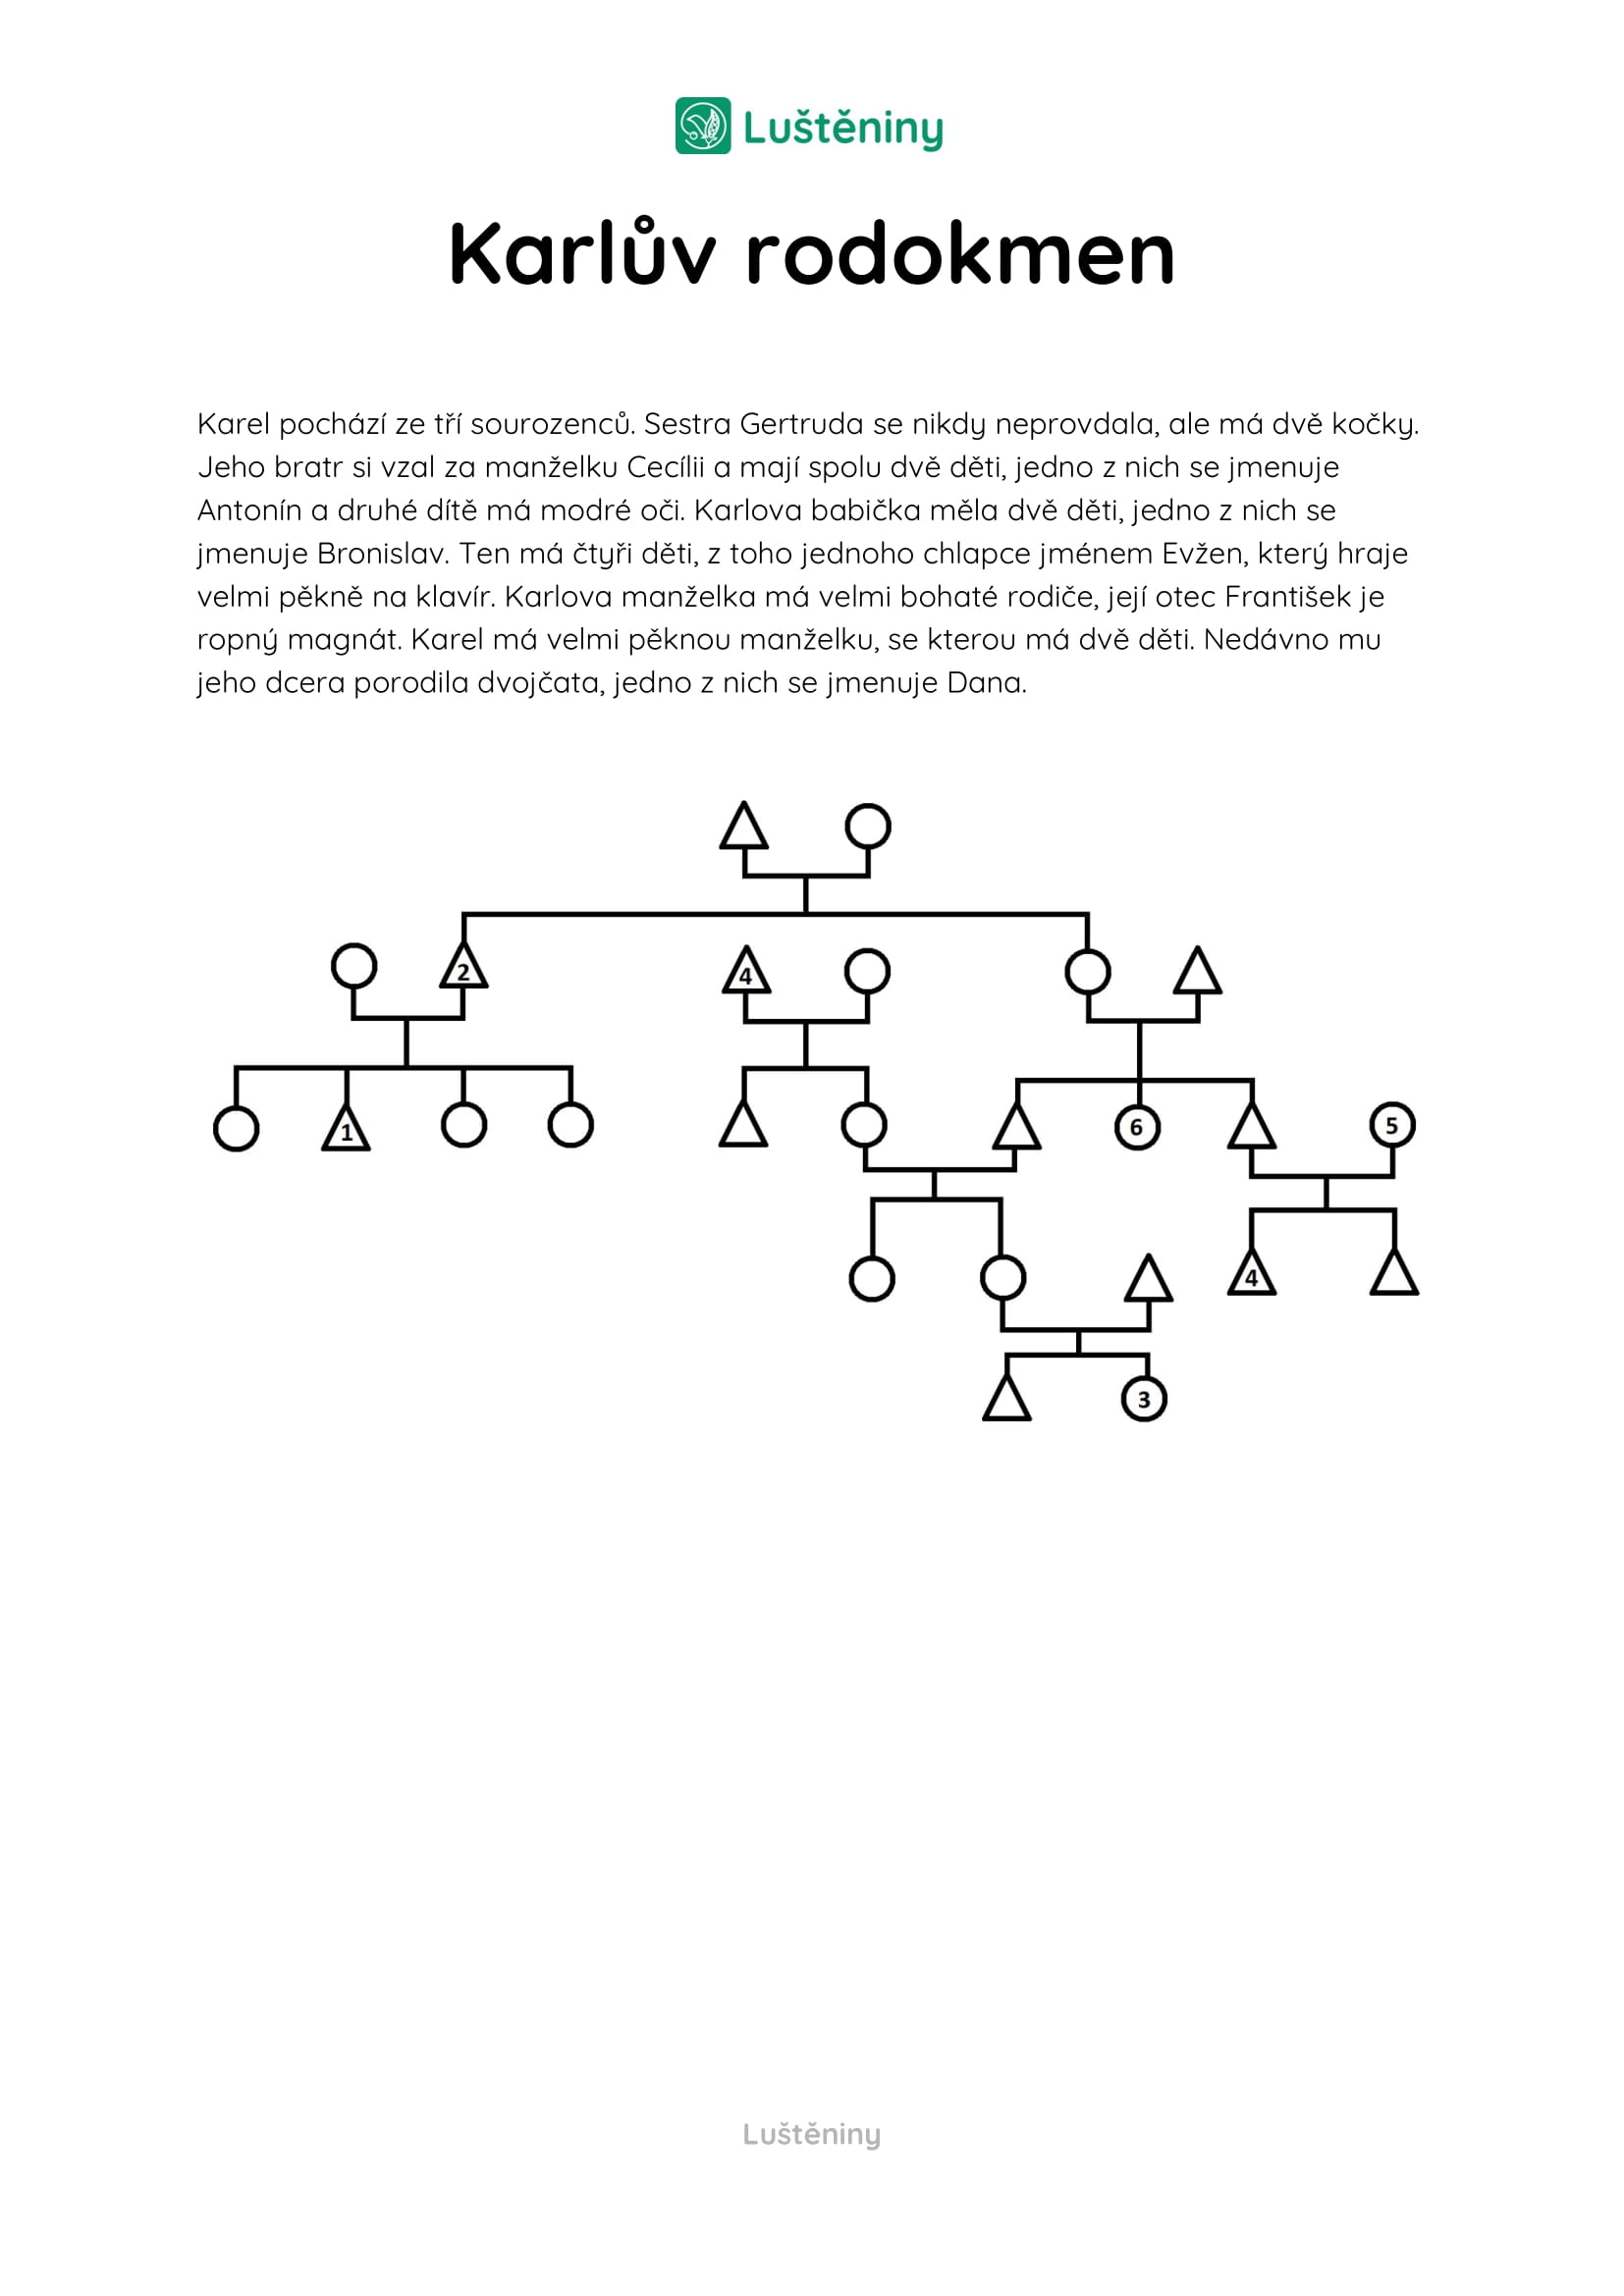 Luštěniny
Karlův rodokmen
Karel pochází ze tří sourozenců. Sestra Gertruda se nikdy neprovdala, ale má dvě kočky.
Jeho bratr si vzal za manželku Cecílii a mají spolu dvě děti, jedno z nich se jmenuje
Antonín a druhé dítě má modré oči. Karlova babička měla dvě děti, jedno z nich se
jmenuje Bronislav. Ten má čtyři děti, z toho jednoho chlapce jménem Evžen, který hraje
velmi pěkně na klavír. Karlova manželka má velmi bohaté rodiče, její otec František je
ropný magnát. Karel má velmi pěknou manželku, se kterou má dvě děti. Nedávno mu
jeho dcera porodila dvojčata, jedno z nich se jmenuje Dana.
2
4
1
6
5
4
3
Luštěniny